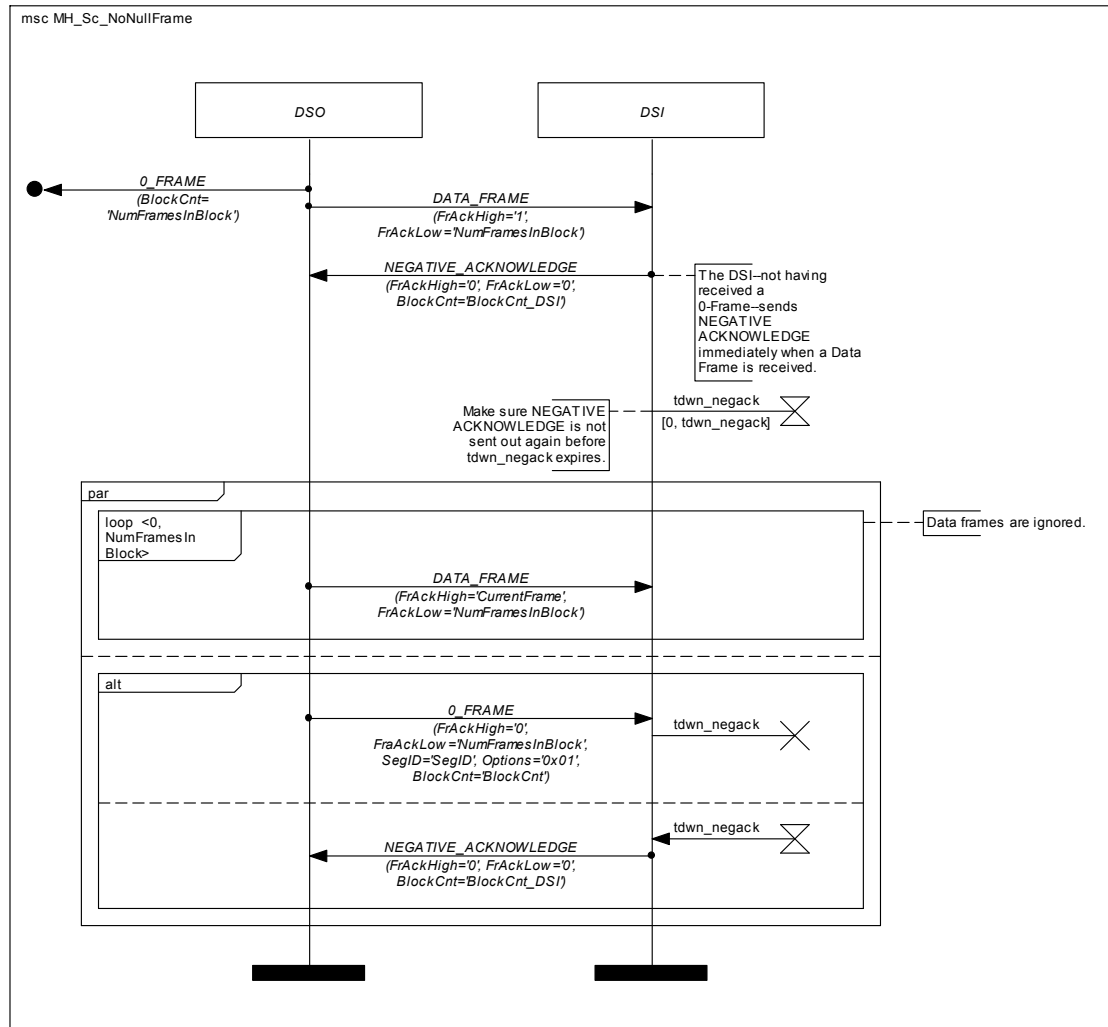 msc MH_Sc_NoNullFrame
DSO
DSI
0_FRAME
(BlockCnt=
'NumFramesInBlock')
DATA_FRAME
(FrAckHigh='1',
FrAckLow='NumFramesInBlock')
NEGATIVE_ACKNOWLEDGE
(FrAckHigh='0', FrAckLow='0',
BlockCnt='BlockCnt_DSI')
The DSI--not having
received a
0-Frame--sends
NEGATIVE
ACKNOWLEDGE
immediately when a Data
Frame is received.
tdwn_negack
[0, tdwn_negack]
Make sure NEGATIVE
ACKNOWLEDGE is not
sent out again before
tdwn_negack expires.
par
loop <0,
NumFramesIn
Block>
Data frames are ignored.
DATA_FRAME
(FrAckHigh='CurrentFrame',
FrAckLow='NumFramesInBlock')
alt
0_FRAME
(FrAckHigh='0',
FraAckLow='NumFramesInBlock',
SegID='SegID', Options='0x01',
BlockCnt='BlockCnt')
tdwn_negack
tdwn_negack
NEGATIVE_ACKNOWLEDGE
(FrAckHigh='0', FrAckLow='0',
BlockCnt='BlockCnt_DSI')